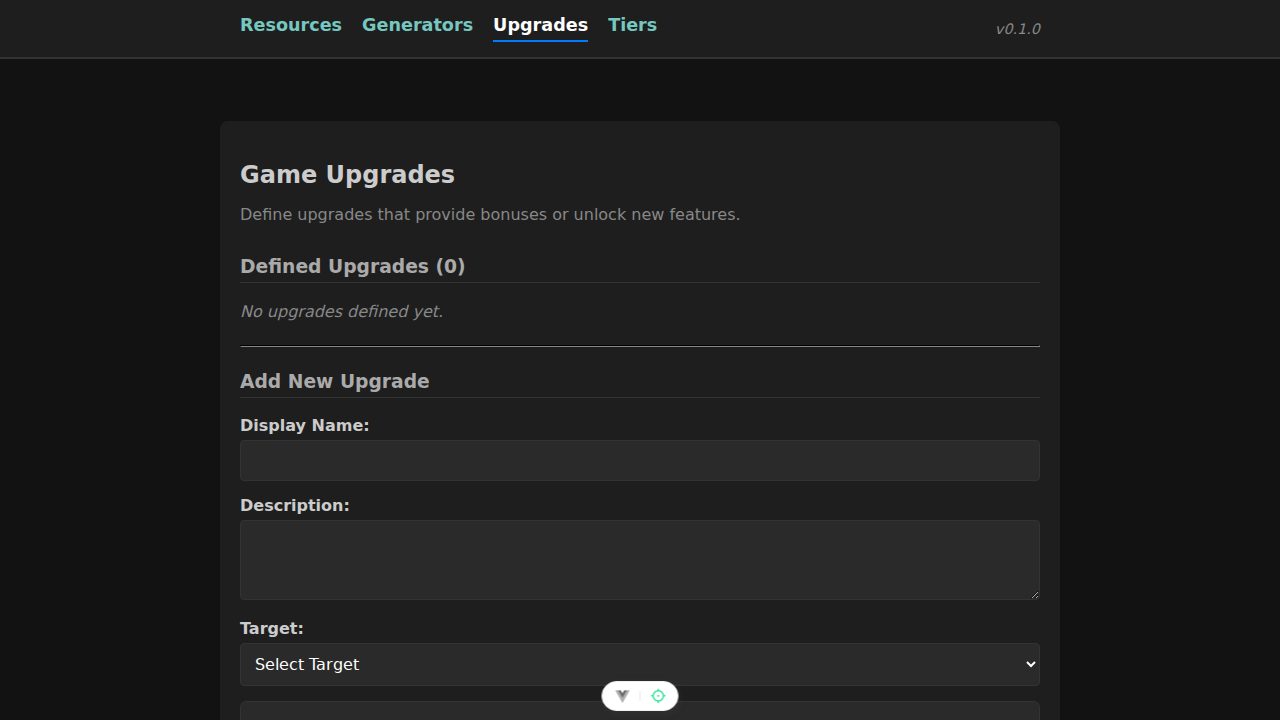 Resources Generators Upgrades Tiers v0.1.0
Game Upgrades
Define upgrades that provide bonuses or unlock new features.
Defined Upgrades (0)
No upgrades defined yet.
Add New Upgrade
Display Name:
Description:
Target:
Select Target